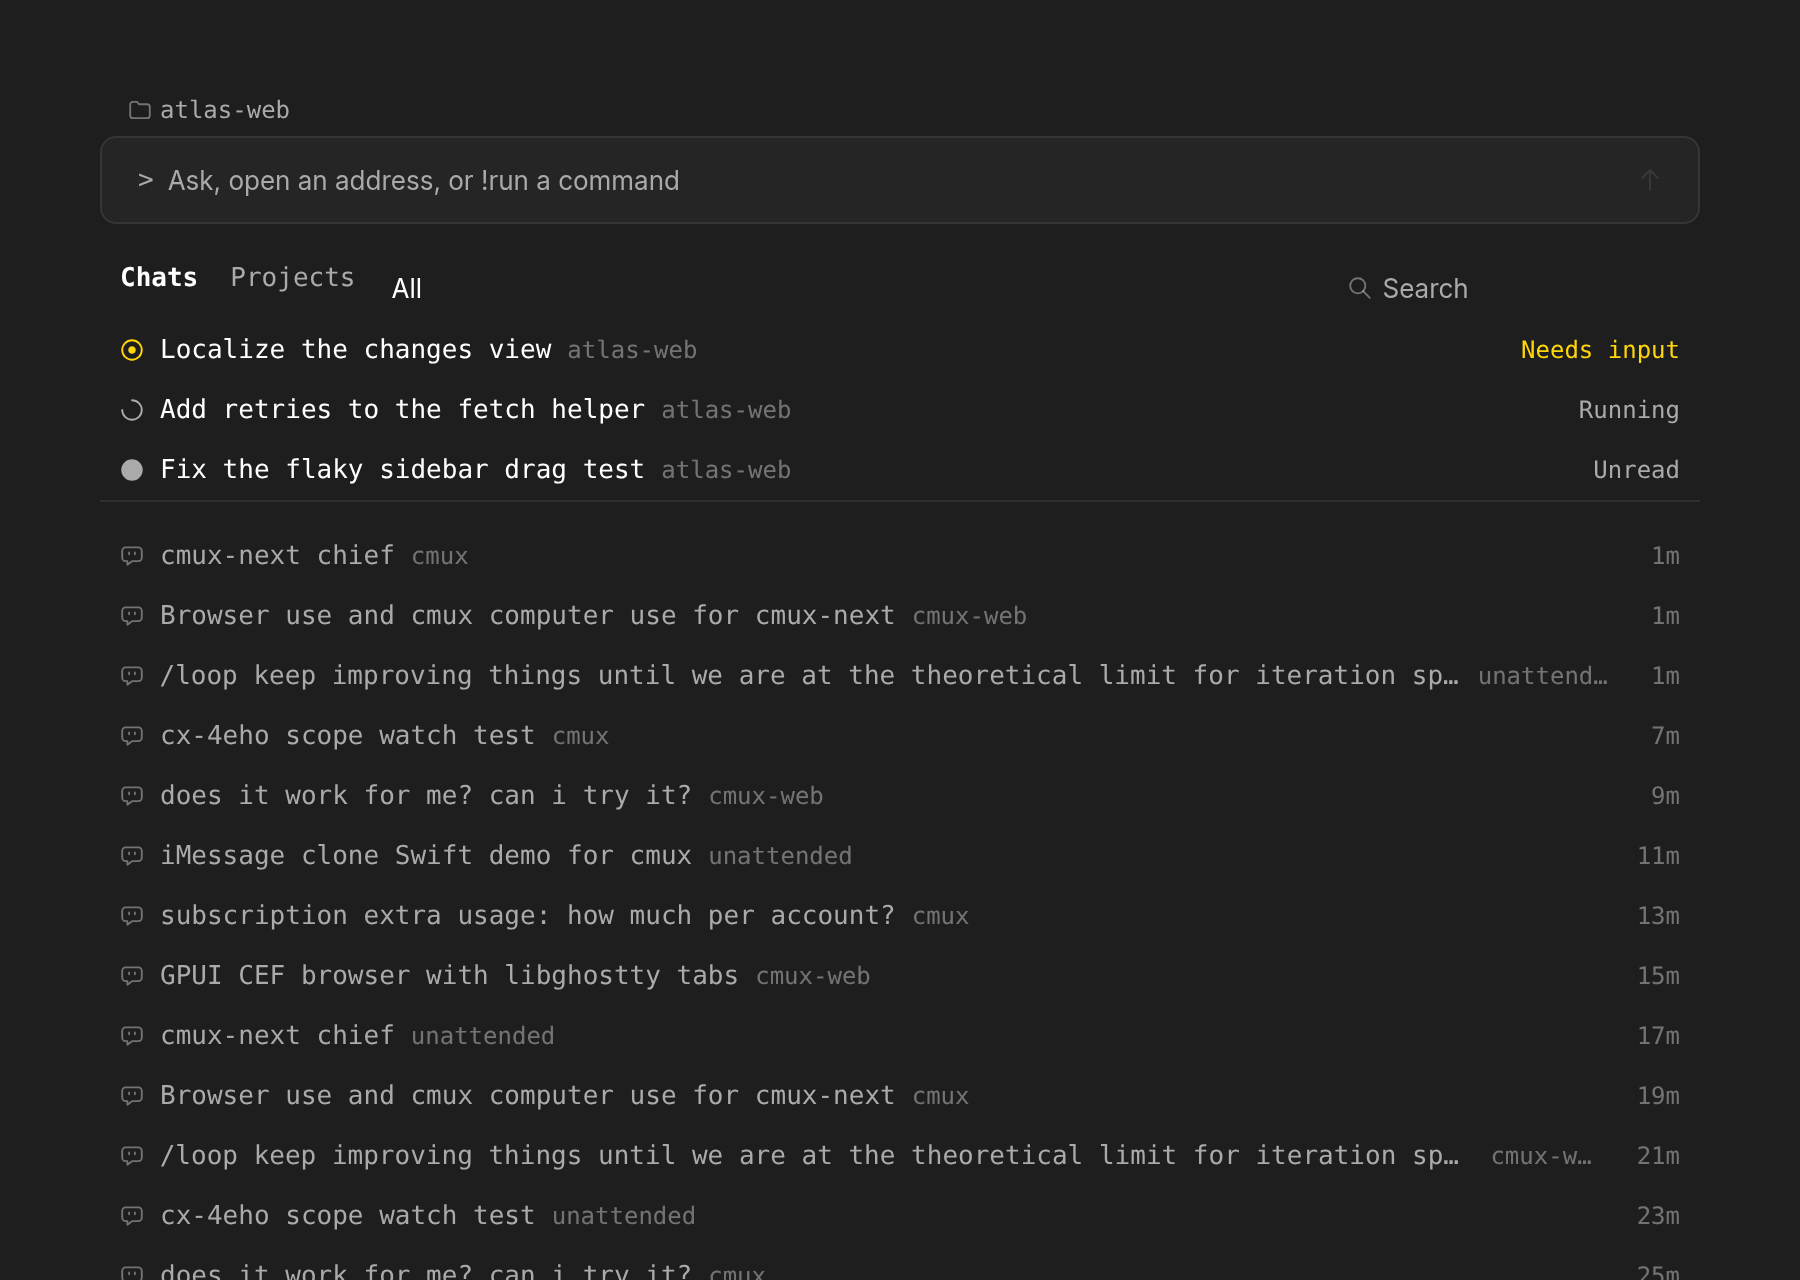 atlas-web
> Ask, open an address, or !run a command
Chats Projects All Search
Localize the changes view atlas-web Needs input
Add retries to the fetch helper atlas-web Running
Fix the flaky sidebar drag test atlas-web Unread
cmux-next chief cmux 1m
Browser use and cmux computer use for cmux-next cmux-web 1m
/loop keep improving things until we are at the theoretical limit for iteration sp… unattend… 1m
cx-4eho scope watch test cmux 7m
does it work for me? can i try it? cmux-web 9m
iMessage clone Swift demo for cmux unattended 11m
subscription extra usage: how much per account? cmux 13m
GPUI CEF browser with libghostty tabs cmux-web 15m
cmux-next chief unattended 17m
Browser use and cmux computer use for cmux-next cmux 19m
/loop keep improving things until we are at the theoretical limit for iteration sp… cmux-w… 21m
cx-4eho scope watch test unattended 23m
does it work for me? can i try it? cmux 25m